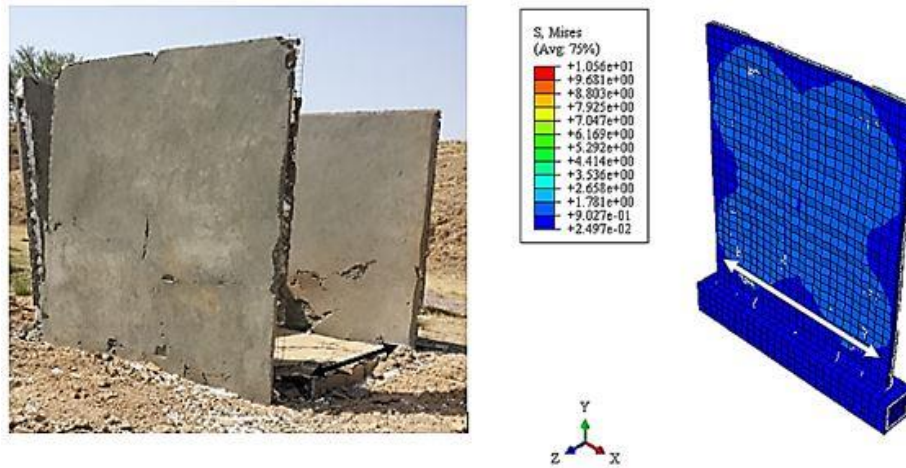 S, Mises
(Avg: 75%)
+1.056e+01
+9.681e+00
+8.803e+00
+7.925e+00
+7.047e+00
+6.169e+00
+5.292e+00
+4.414e+00
+3.536e+00
+2.658e+00
+1.781e+00
+9.027e-01
+2.497e-02
Y
Z
X